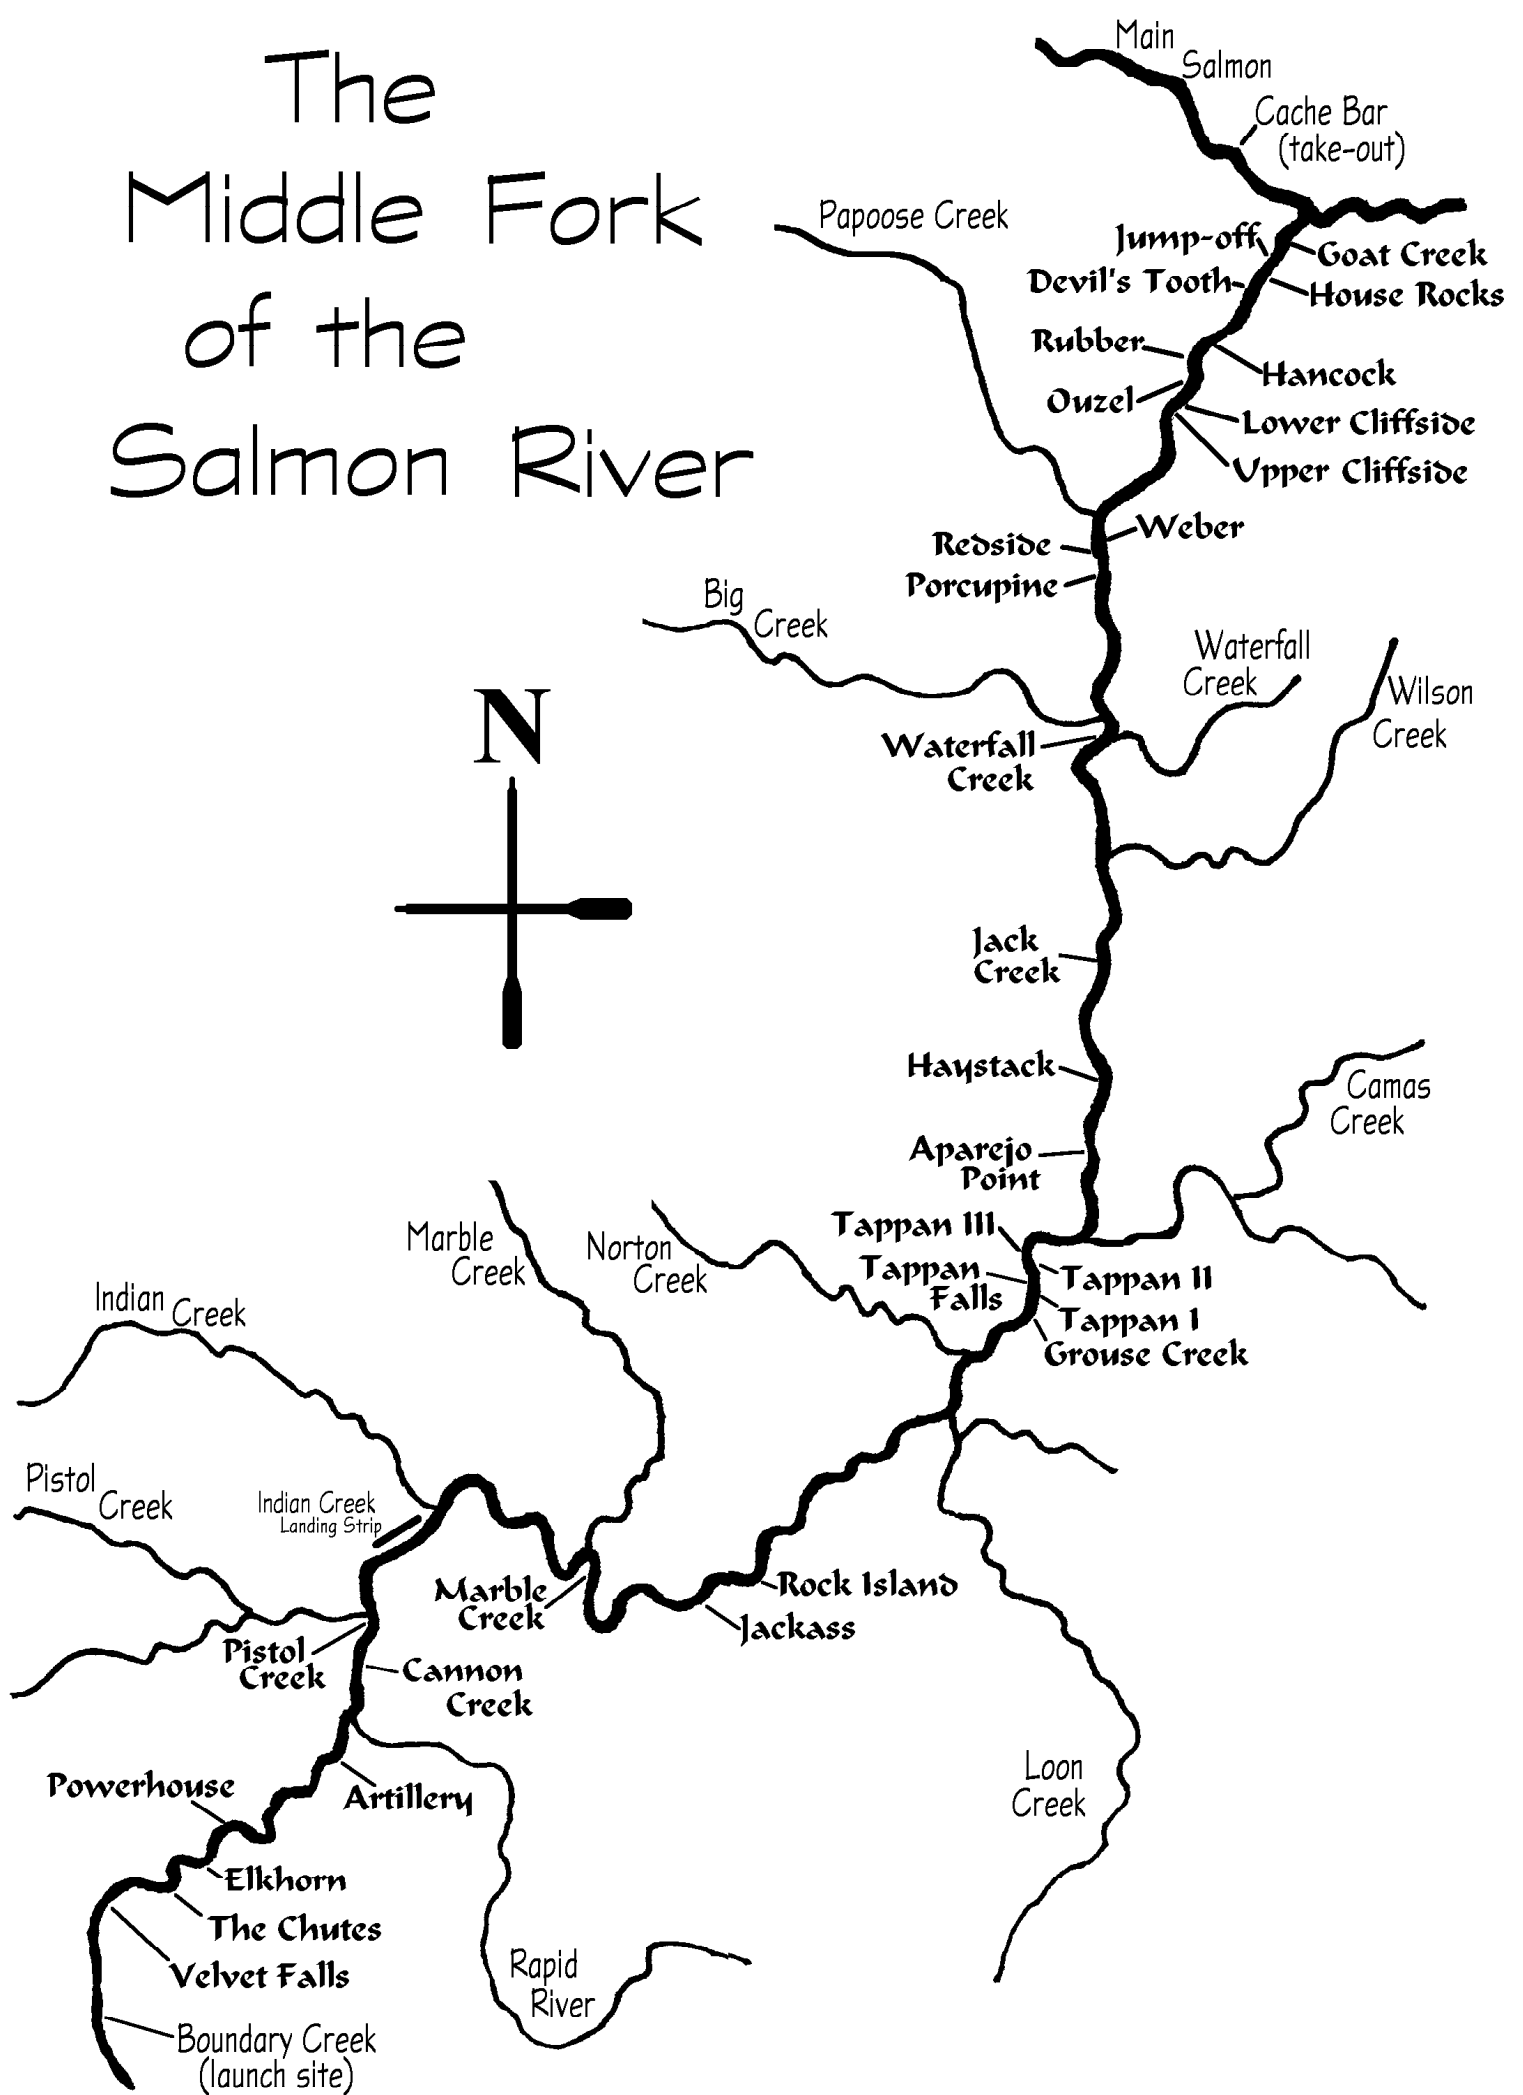 The
Middle Fork
of the
Salmon River
Main
Salmon
Cache Bar
(take-out)
Papoose Creek
Jump-off
Goat Creek
Devil's Tooth
House Rocks
Rubber
Hancock
Ouzel
Lower Cliffside
Upper Cliffside
Weber
Redside
Porcupine
Big
Creek
Waterfall
Creek
Wilson
Creek
N
Waterfall
Creek
Jack
Creek
Haystack
Camas
Creek
Aparejo
Point
Tappan III
Tappan
Falls
Tappan II
Tappan I
Grouse Creek
Marble
Creek
Norton
Creek
Indian
Creek
Pistol
Creek
Indian Creek
Landing Strip
Marble
Creek
Rock Island
Jackass
Pistol
Creek
Cannon
Creek
Powerhouse
Artillery
Loon
Creek
Elkhorn
The Chutes
Velvet Falls
Rapid
River
Boundary Creek
(launch site)